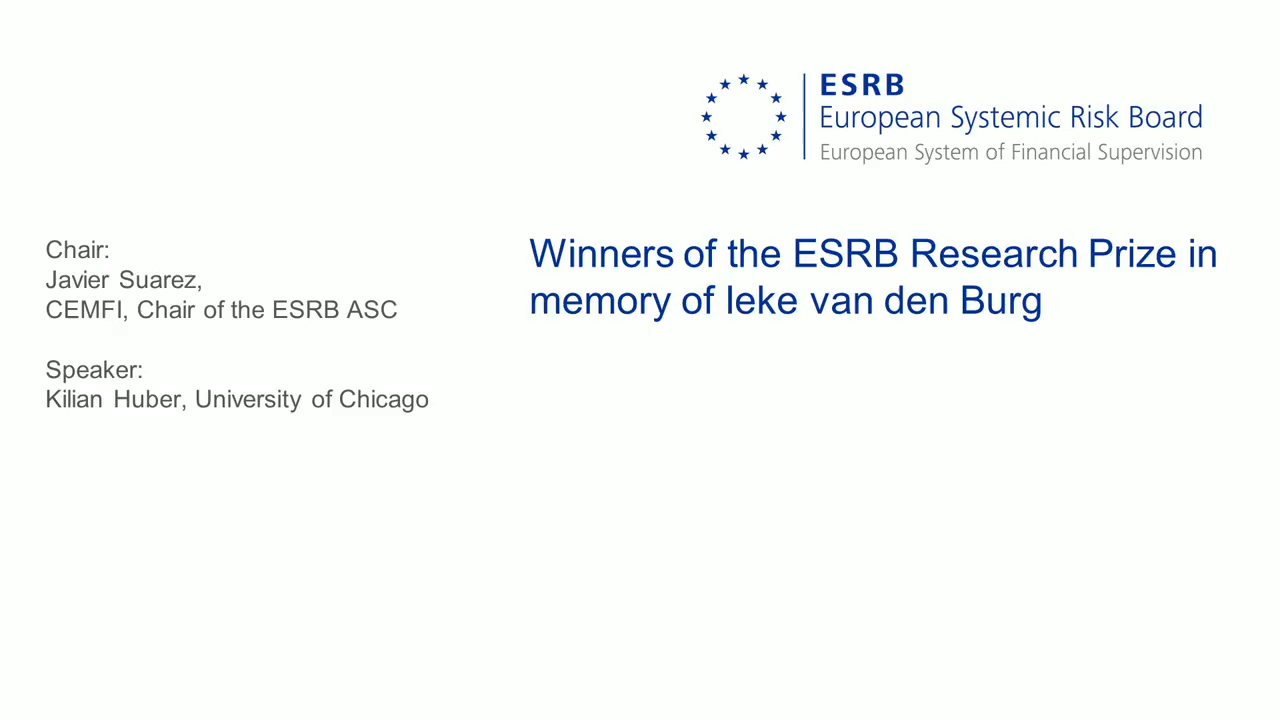 ESRB
European Systemic Risk Board
European System of Financial Supervision
Chair:
Javier Suarez,
CEMFI, Chair of the ESRB ASC
Speaker:
Kilian Huber, University of Chicago
Winners of the ESRB Research Prize in
memory of Ieke van den Burg